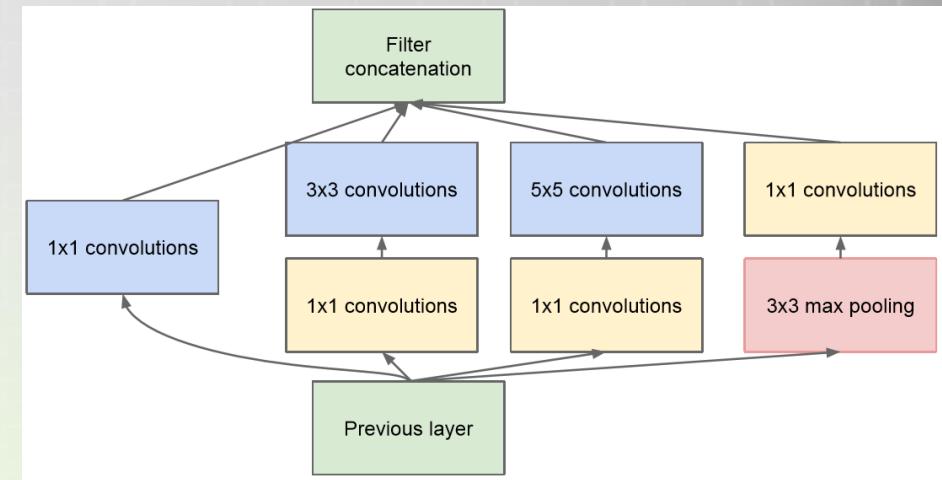 Filter
concatenation
3x3 convolutions
5x5 convolutions
1x1 convolutions
1x1 convolutions
1x1 convolutions
1x1 convolutions
3x3 max pooling
Previous layer